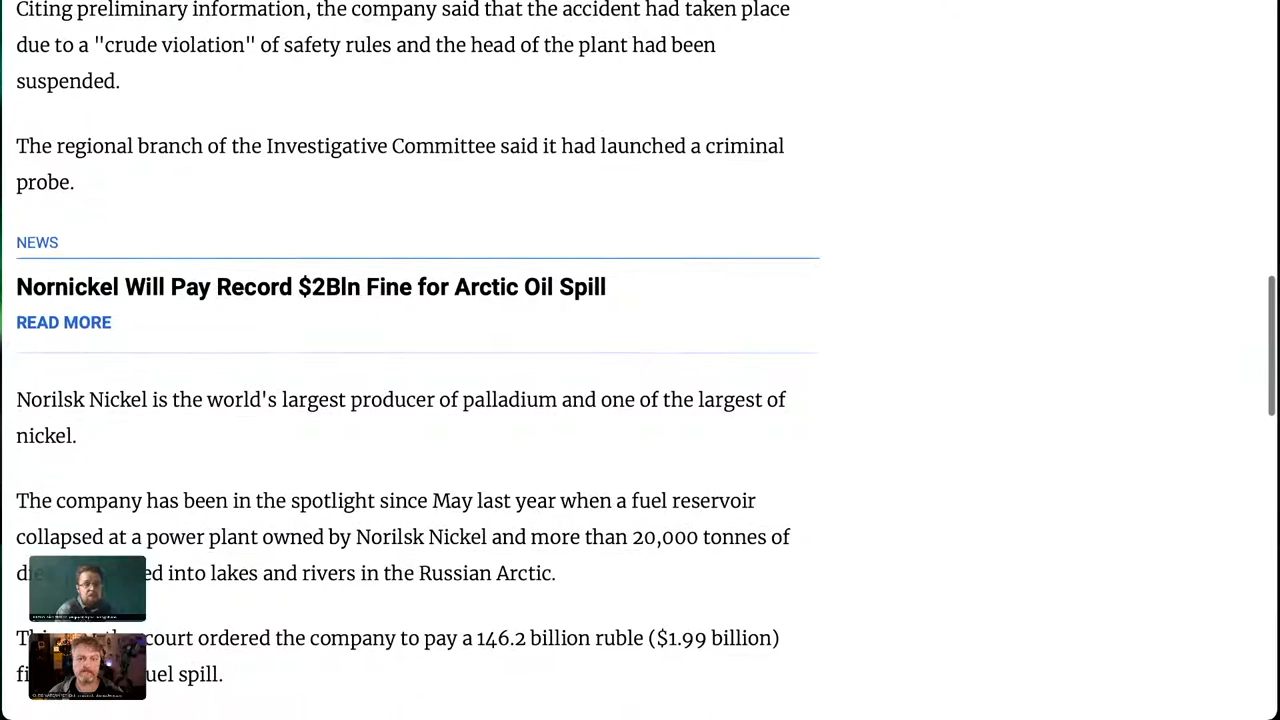 Citing preliminary information, the company said that the accident had taken place
due to a "crude violation" of safety rules and the head of the plant had been
suspended.
The regional branch of the Investigative Committee said it had launched a criminal
probe.
NEWS
Nornickel Will Pay Record $2Bln Fine for Arctic Oil Spill
READ MORE
Norilsk Nickel is the world's largest producer of palladium and one of the largest of
nickel.
The company has been in the spotlight since May last year when a fuel reservoir
collapsed at a power plant owned by Norilsk Nickel and more than 20,000 tonnes of
into lakes and rivers in the Russian Arctic.
court ordered the company to pay a 146.2 billion ruble ($1.99 billion)
spill.